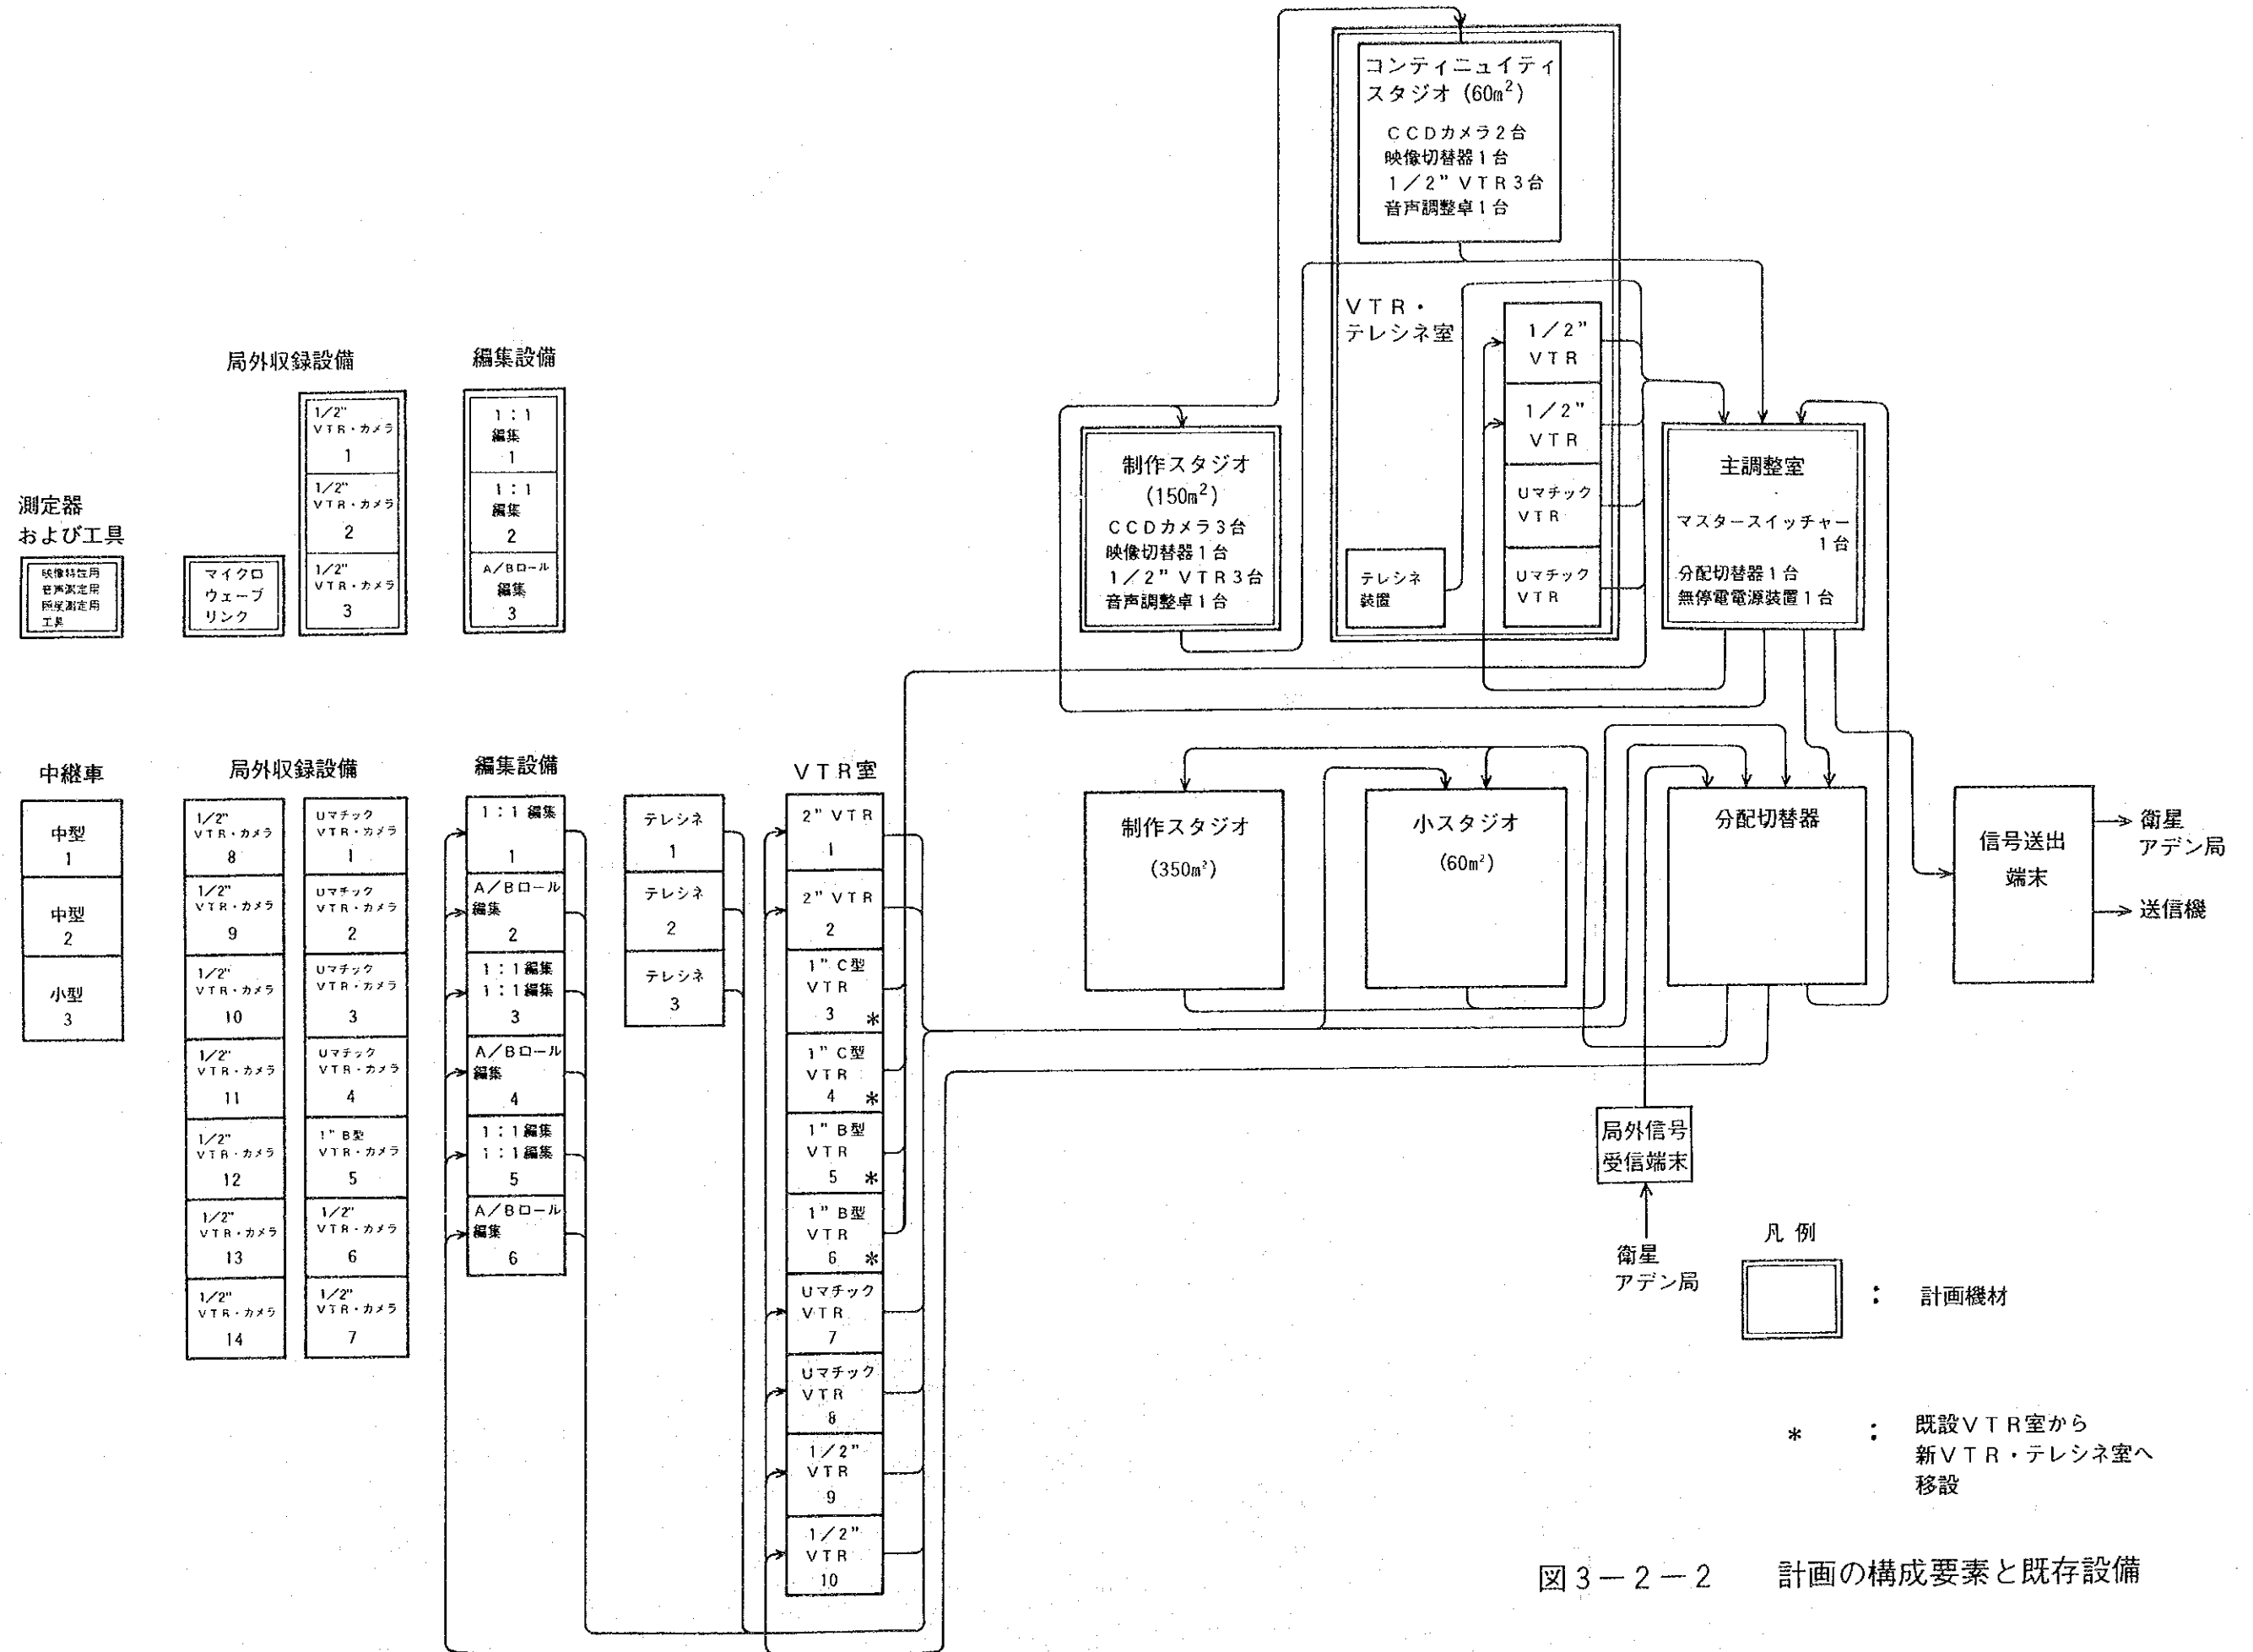 コンティニュイティ
スタジオ (60m²)
CCDカメラ2台
映像切替器1台
1/2" VTR3台
音声調整卓1台
VTR・
テレシネ室
1/2"
VTR
1/2"
VTR
Uマチック
VTR
Uマチック
VTR
テレシネ
装置
制作スタジオ
(150m²)
CCDカメラ3台
映像切替器1台
1/2" VTR3台
音声調整卓1台
主調整室
マスタースイッチャー
1台
分配切替器1台
無停電電源装置1台
局外収録設備
1/2"
VTR・カメラ
1
1/2"
VTR・カメラ
2
1/2"
VTR・カメラ
3
編集設備
1:1
編集
1
1:1
編集
2
A/Bロール
編集
3
測定器
および工具
映像特性用
音声測定用
照度測定用
工具
マイクロ
ウェーブ
リンク
中継車
中型
1
中型
2
小型
3
局外収録設備
1/2"
VTR・カメラ
8
1/2"
VTR・カメラ
9
1/2"
VTR・カメラ
10
1/2"
VTR・カメラ
11
1/2"
VTR・カメラ
12
1/2"
VTR・カメラ
13
1/2"
VTR・カメラ
14
Uマチック
VTR・カメラ
1
Uマチック
VTR・カメラ
2
Uマチック
VTR・カメラ
3
Uマチック
VTR・カメラ
4
1" B型
VTR・カメラ
5
1/2"
VTR・カメラ
6
1/2"
VTR・カメラ
7
編集設備
1:1 編集
1
A/Bロール
編集
2
1:1編集
1:1編集
3
A/Bロール
編集
4
1:1編集
1:1編集
5
A/Bロール
編集
6
テレシネ
1
テレシネ
2
テレシネ
3
VTR室
2" VTR
1
2" VTR
2
1" C型
VTR
3 *
1" C型
VTR
4 *
1" B型
VTR
5 *
1" B型
VTR
6 *
Uマチック
VTR
7
Uマチック
VTR
8
1/2"
VTR
9
1/2"
VTR
10
制作スタジオ
(350m²)
小スタジオ
(60m²)
分配切替器
信号送出
端末
衛星
アデン局
送信機
局外信号
受信端末
衛星
アデン局
凡例
: 計画機材
* : 既設VTR室から
新VTR・テレシネ室へ
移設
図3-2-2 計画の構成要素と既存設備